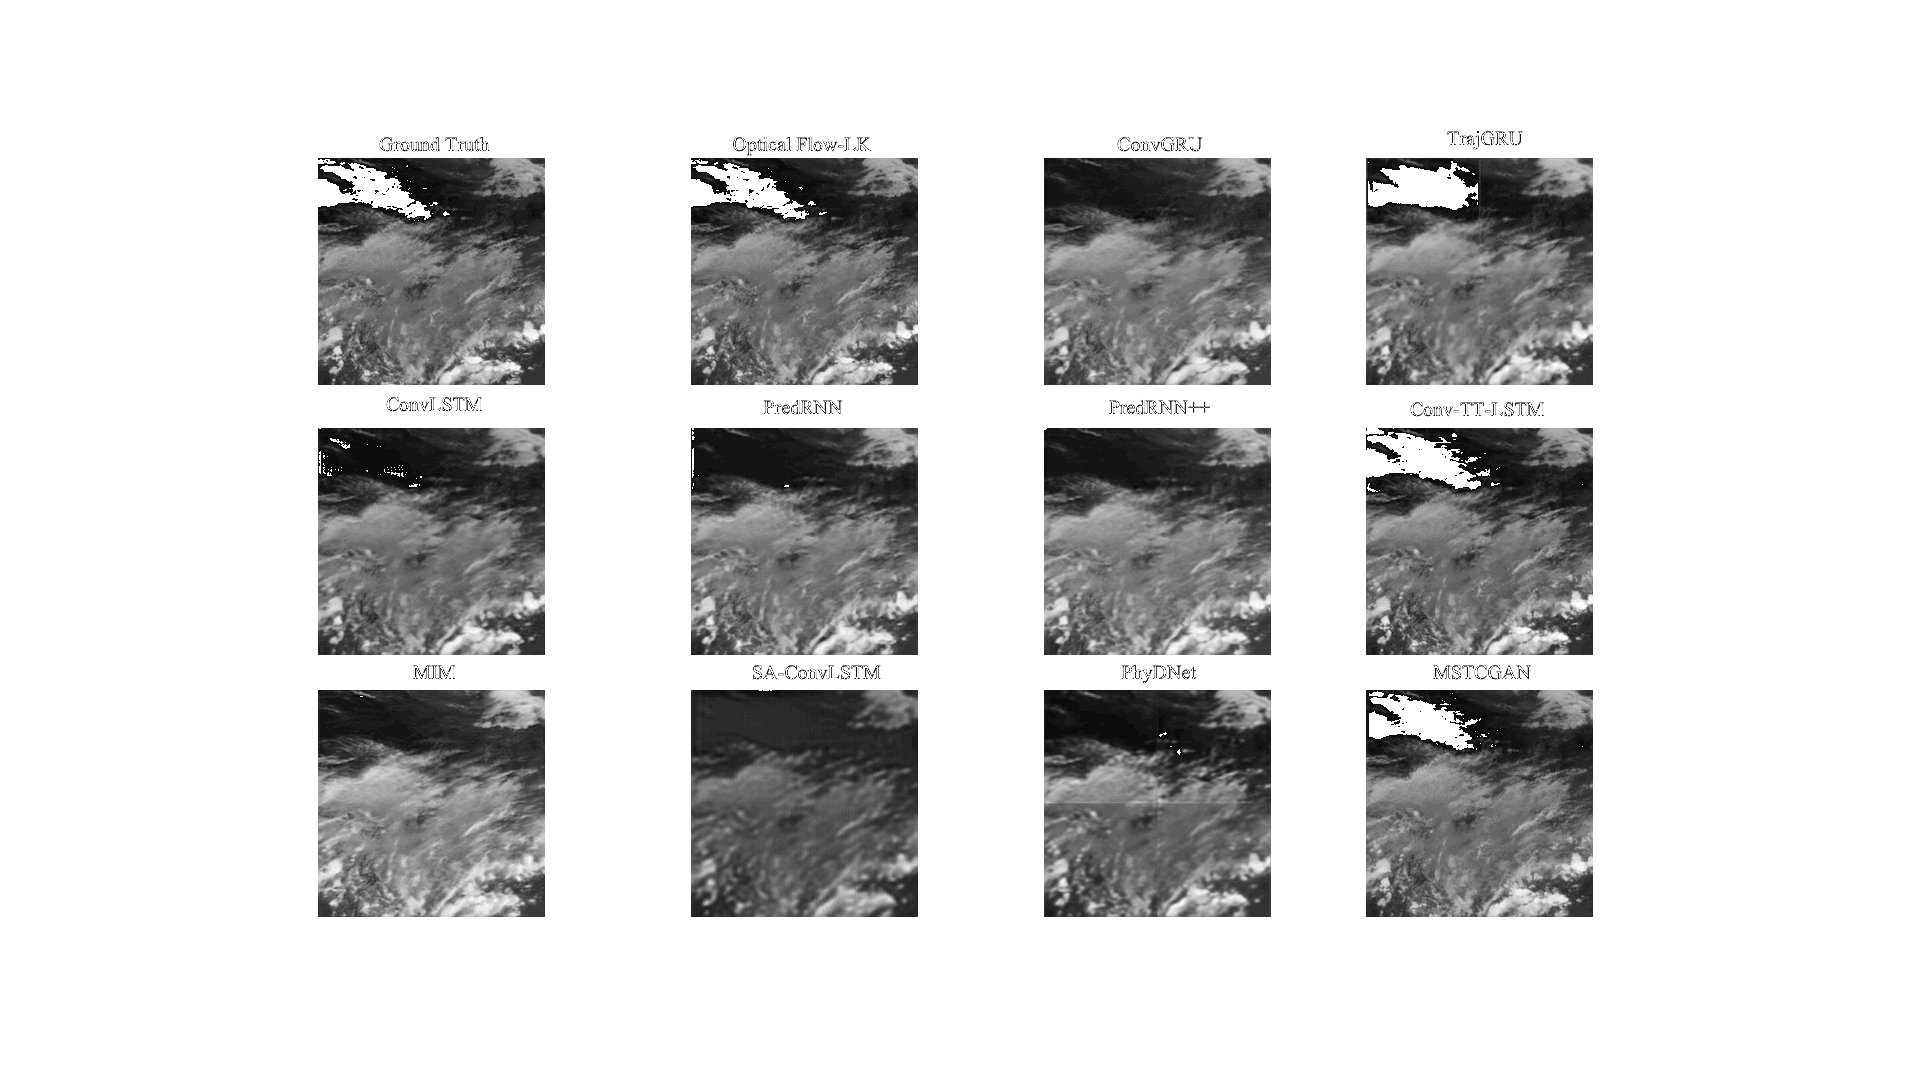 Ground Truth
Optical Flow-LK
ConvGRU
TrajGRU
ConvLSTM
PredRNN
PredRNN++
Conv-TT-LSTM
MIM
SA-ConvLSTM
PhyDNet
MSTCGAN